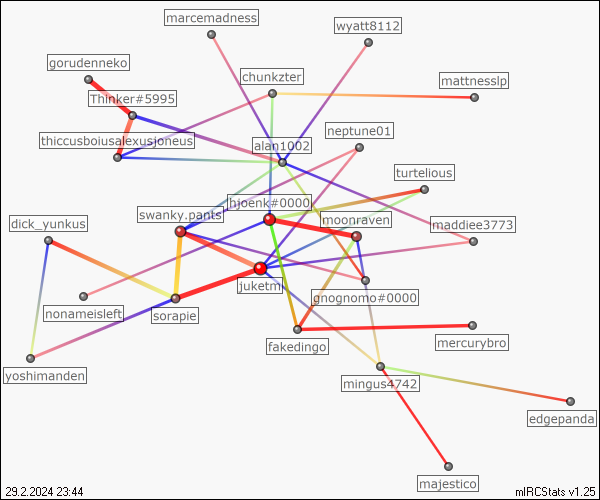 marcemadness
wyatt8112
gorudenneko
chunkzter
mattnesslp
Thinker#5995
neptune01
thiccusboiusalexusjoneus
alan1002
turtelious
hjoenk#0000
swanky.pants
moonraven
dick_yunkus
maddiee3773
juketm
gnognomo#0000
nonameisleft
sorapie
mercurybro
fakedingo
yoshimanden
mingus4742
edgepanda
majestico
29.2.2024 23:44
mIRCStats v1.25